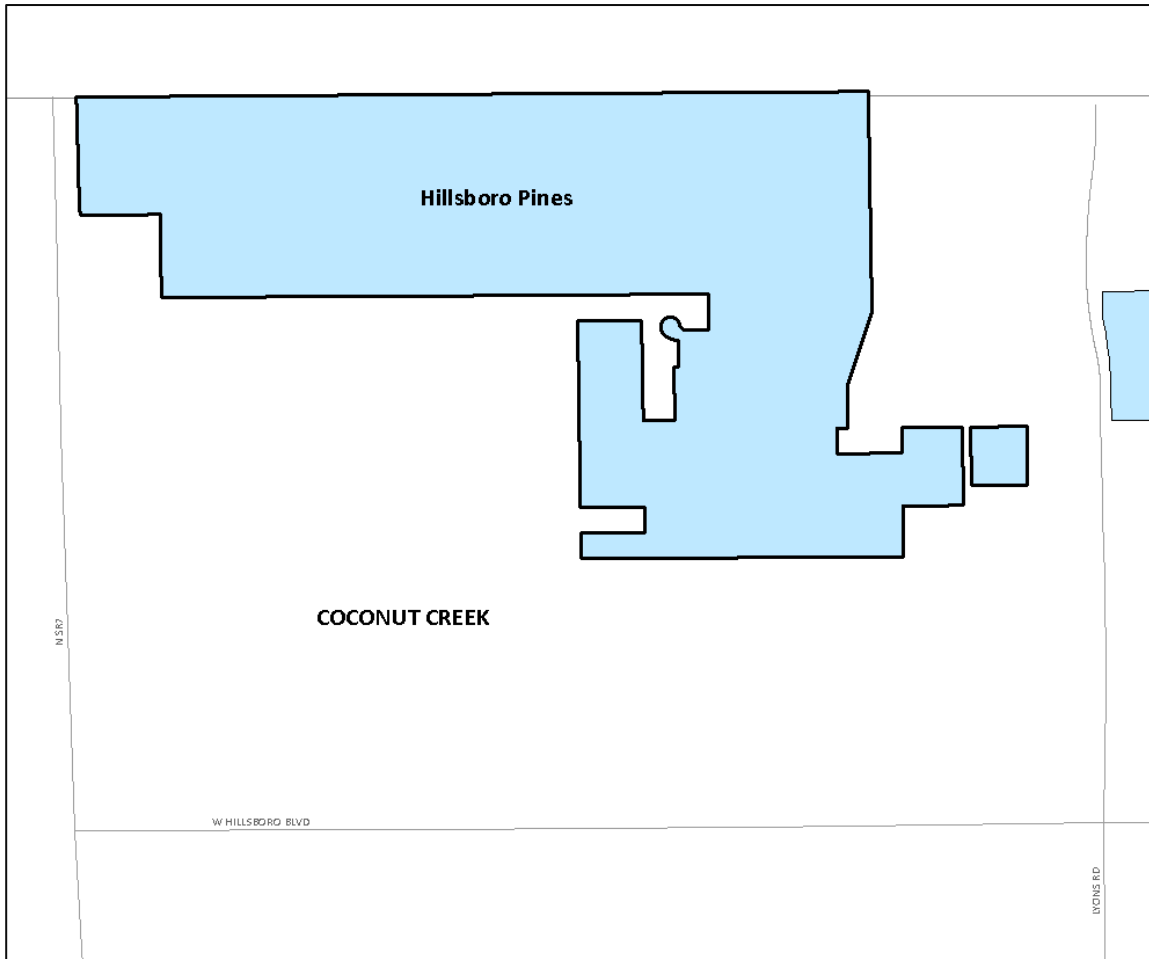 Hillsboro Pines
COCONUT CREEK
N SR7
W HILLSBORO BLVD
LYONS RD